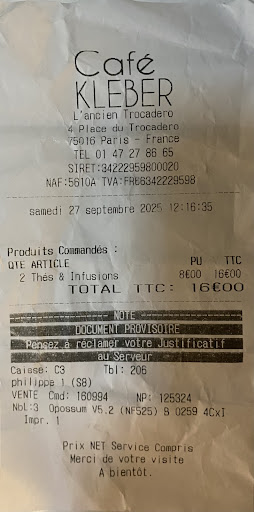 Café
KLEBER
L'ancien Trocadero
4 Place du Trocadero
75016 Paris - France
TEL 01 47 27 86 65
SIRET:34222959800020
NAF:5610A TVA:FR66342229598
samedi 27 septembre 2025 12:16:35
Produits Commandés :
QTE ARTICLE PU TTC
2 Thés & Infusions 8€00 16€00
TOTAL TTC: 16€00
NOTE
DOCUMENT PROVISOIRE
Pensez à réclamer votre Justificatif
au Serveur
Caisse: C3 Tbl: 206
philippe 1 (S8)
VENTE Cmd: 160994 NP: 125324
Nbl:3 Opossum V5.2 (NF525) B 0259 4CxI
Impr. 1
Prix NET Service Compris
Merci de votre visite
A bientôt.